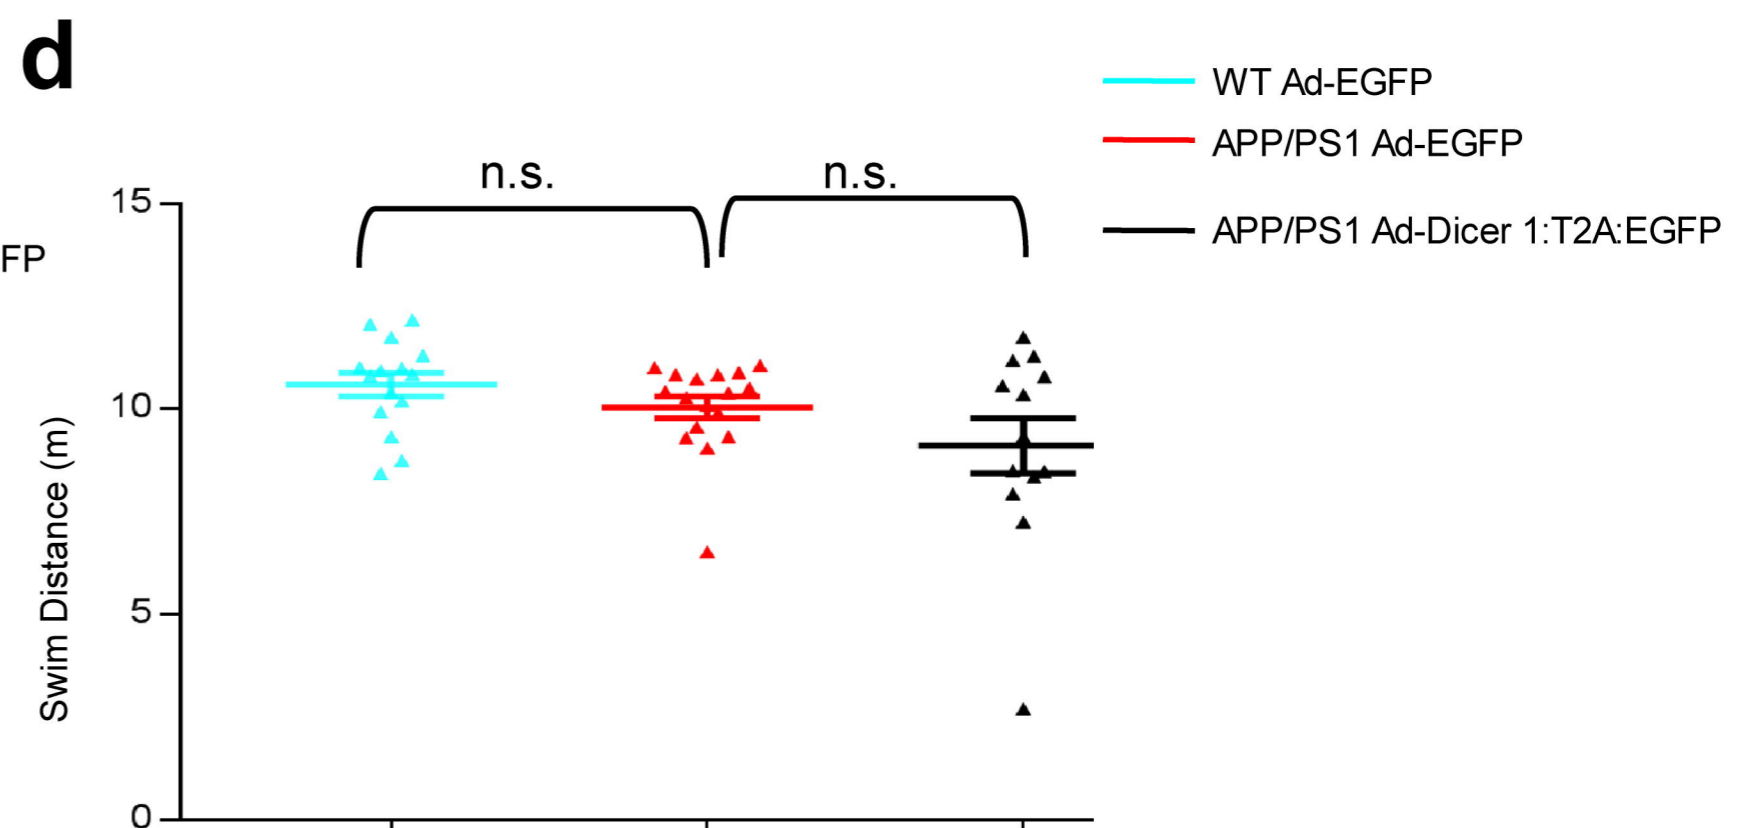 d
WT Ad-EGFP
APP/PS1 Ad-EGFP
APP/PS1 Ad-Dicer 1:T2A:EGFP
n.s.
n.s.
FP
15
10
5
0
Swim Distance (m)